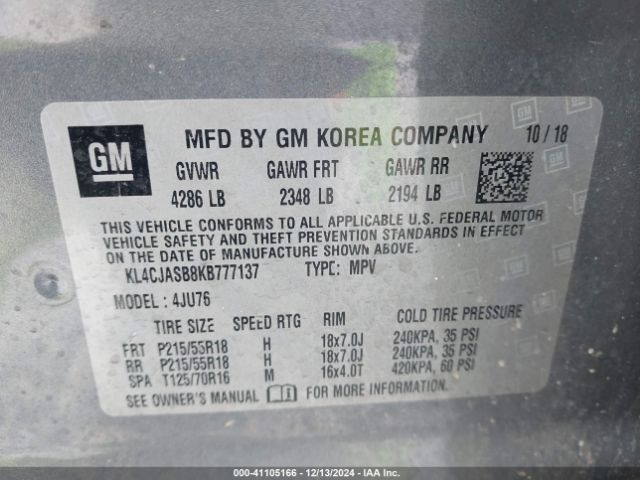 GM
MFD BY GM KOREA COMPANY 10/18
GVWR GAWR FRT GAWR RR
4286 LB 2348 LB 2194 LB
THIS VEHICLE CONFORMS TO ALL APPLICABLE U.S. FEDERAL MOTOR
VEHICLE SAFETY AND THEFT PREVENTION STANDARDS IN EFFECT
ON THE DATE OF MANUFACTURE SHOWN ABOVE.
KL4CJASB8KB777137 TYPE: MPV
MODEL: 4JU76
TIRE SIZE SPEED RTG RIM COLD TIRE PRESSURE
FRT P215/55R18 H 18x7.0J 240KPA, 35 PSI
RR P215/55R18 H 18x7.0J 240KPA, 35 PSI
SPA T125/70R16 M 16x4.0T 420KPA, 60 PSI
SEE OWNER'S MANUAL FOR MORE INFORMATION.
000-41105166 - 12/13/2024 - IAA Inc.